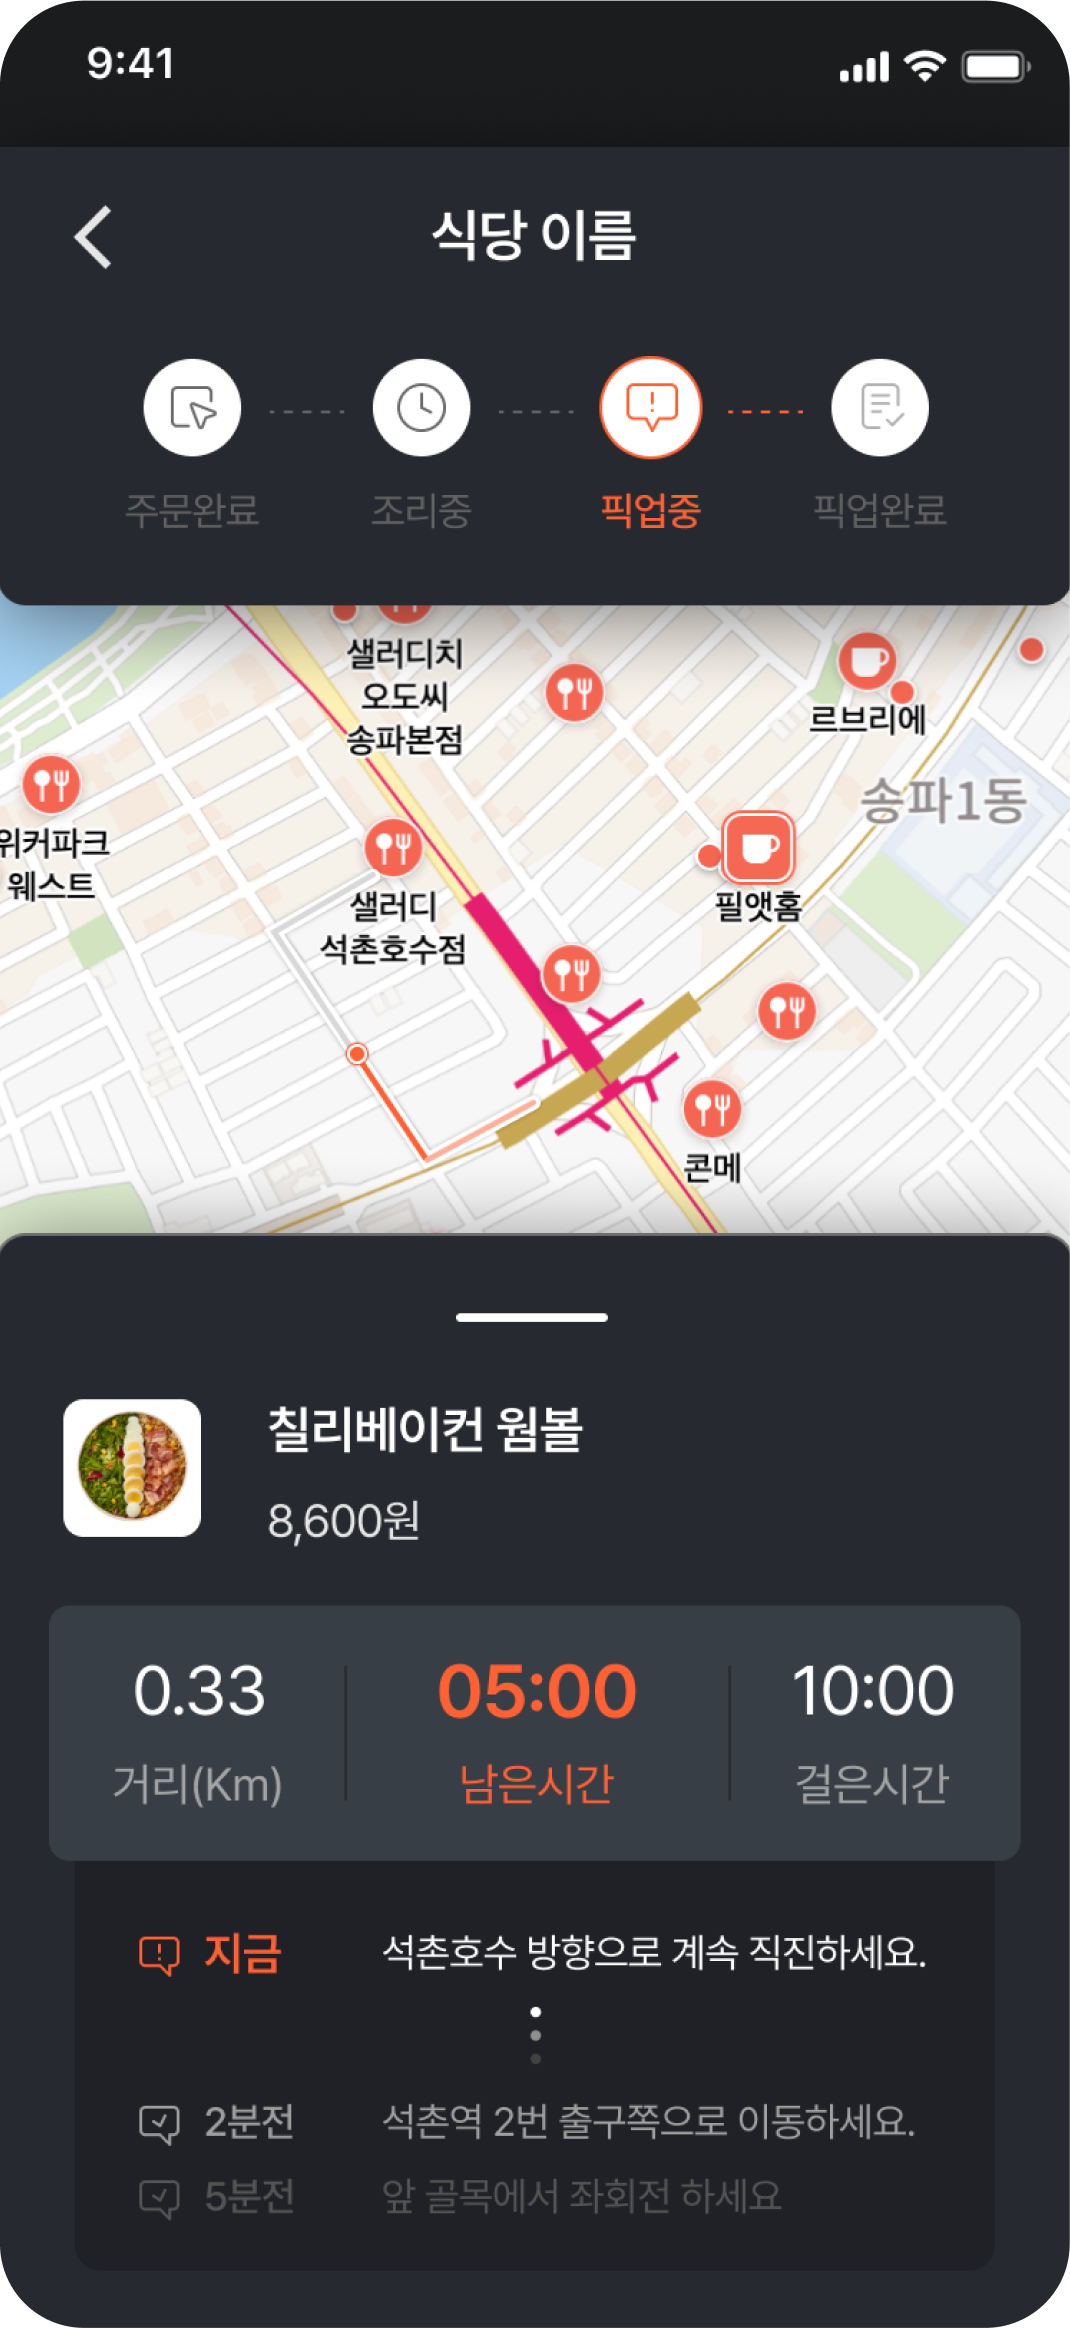 9:41
식당 이름
주문완료
조리중
픽업중
픽업완료
샐러디치
오도씨
송파본점
르브리에
송파1동
위커파크
웨스트
샐러디
석촌호수점
필앳홈
콘메
칠리베이컨 웜볼
8,600원
0.33
05:00
10:00
거리(Km)
남은시간
걸은시간
지금
석촌호수 방향으로 계속 직진하세요.
2분전
석촌역 2번 출구쪽으로 이동하세요.
5분전
앞 골목에서 좌회전 하세요